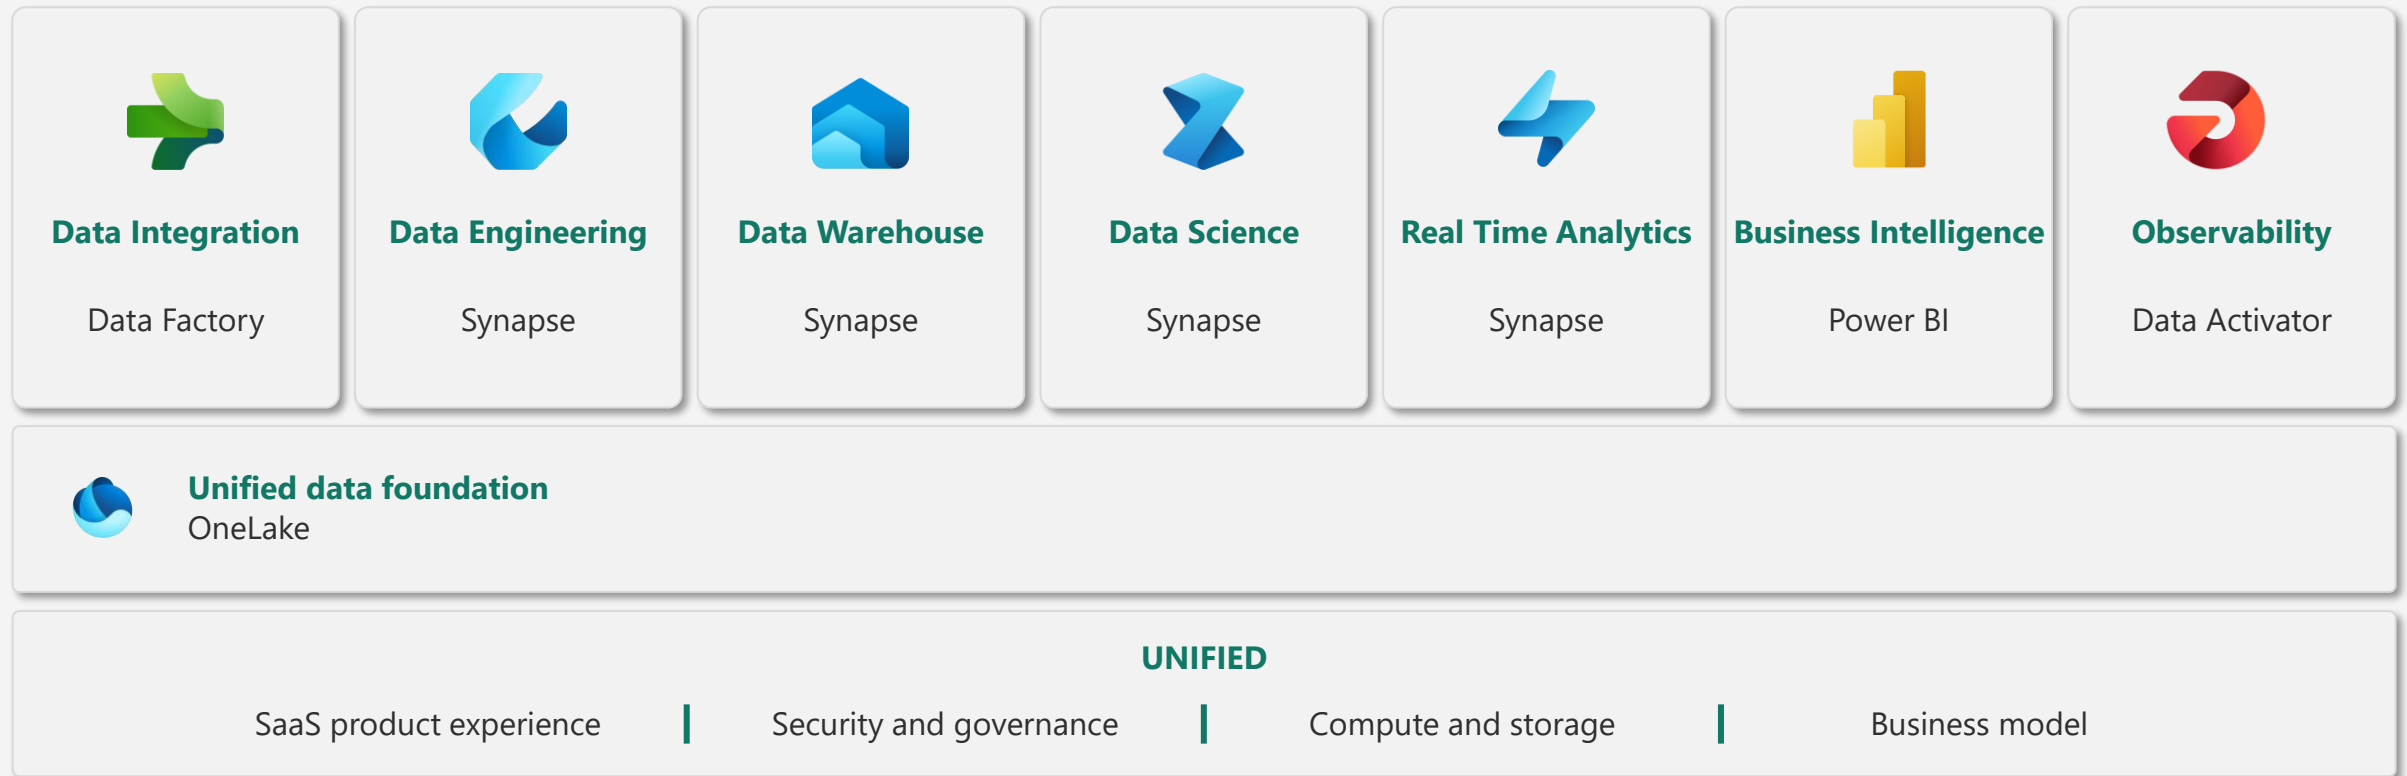 Data Integration
Data Factory
Data Engineering
Synapse
Data Warehouse
Synapse
Data Science
Synapse
Real Time Analytics
Synapse
Business Intelligence
Power BI
Observability
Data Activator
Unified data foundation
OneLake
UNIFIED
SaaS product experience
Security and governance
Compute and storage
Business model